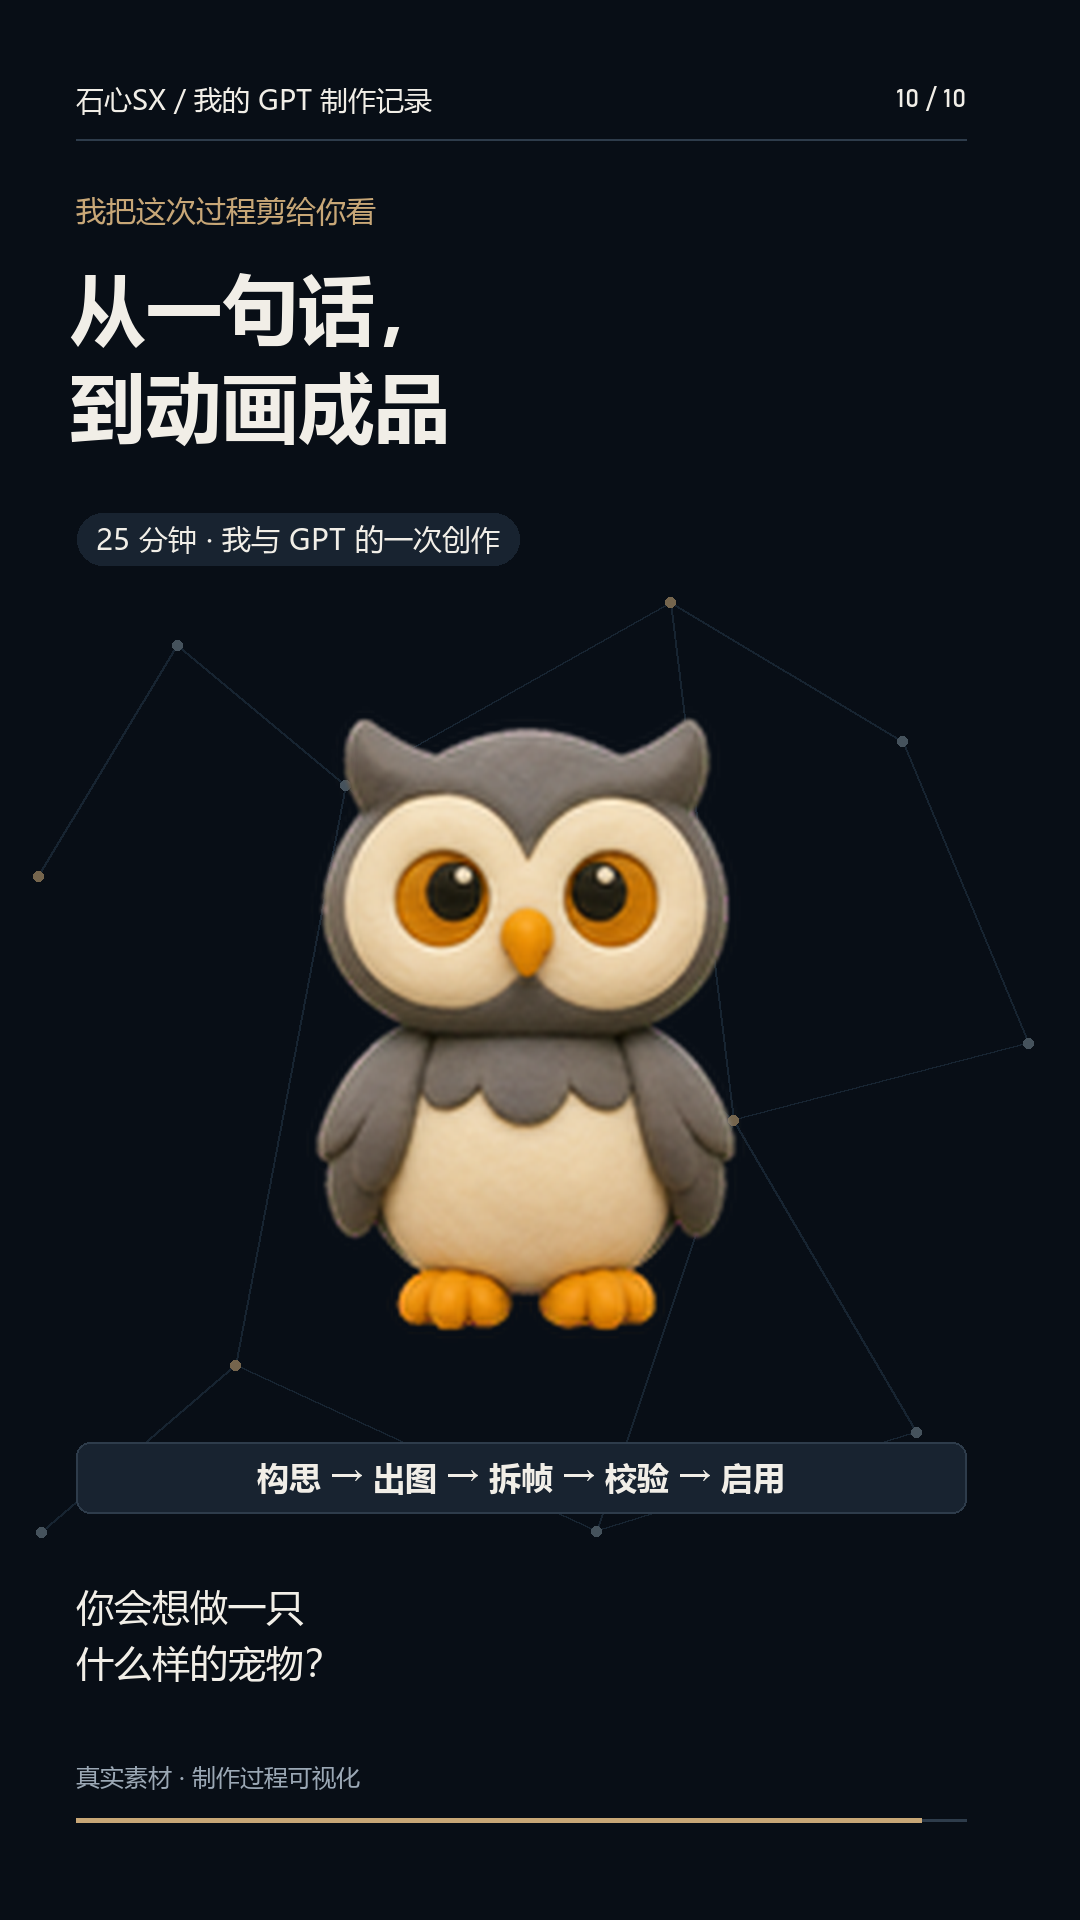 石心SX / 我的 GPT 制作记录
10 / 10
我把这次过程剪给你看
从一句话，
到动画成品
25 分钟 · 我与 GPT 的一次创作
构思 → 出图 → 拆帧 → 校验 → 启用
你会想做一只
什么样的宠物？
真实素材 · 制作过程可视化